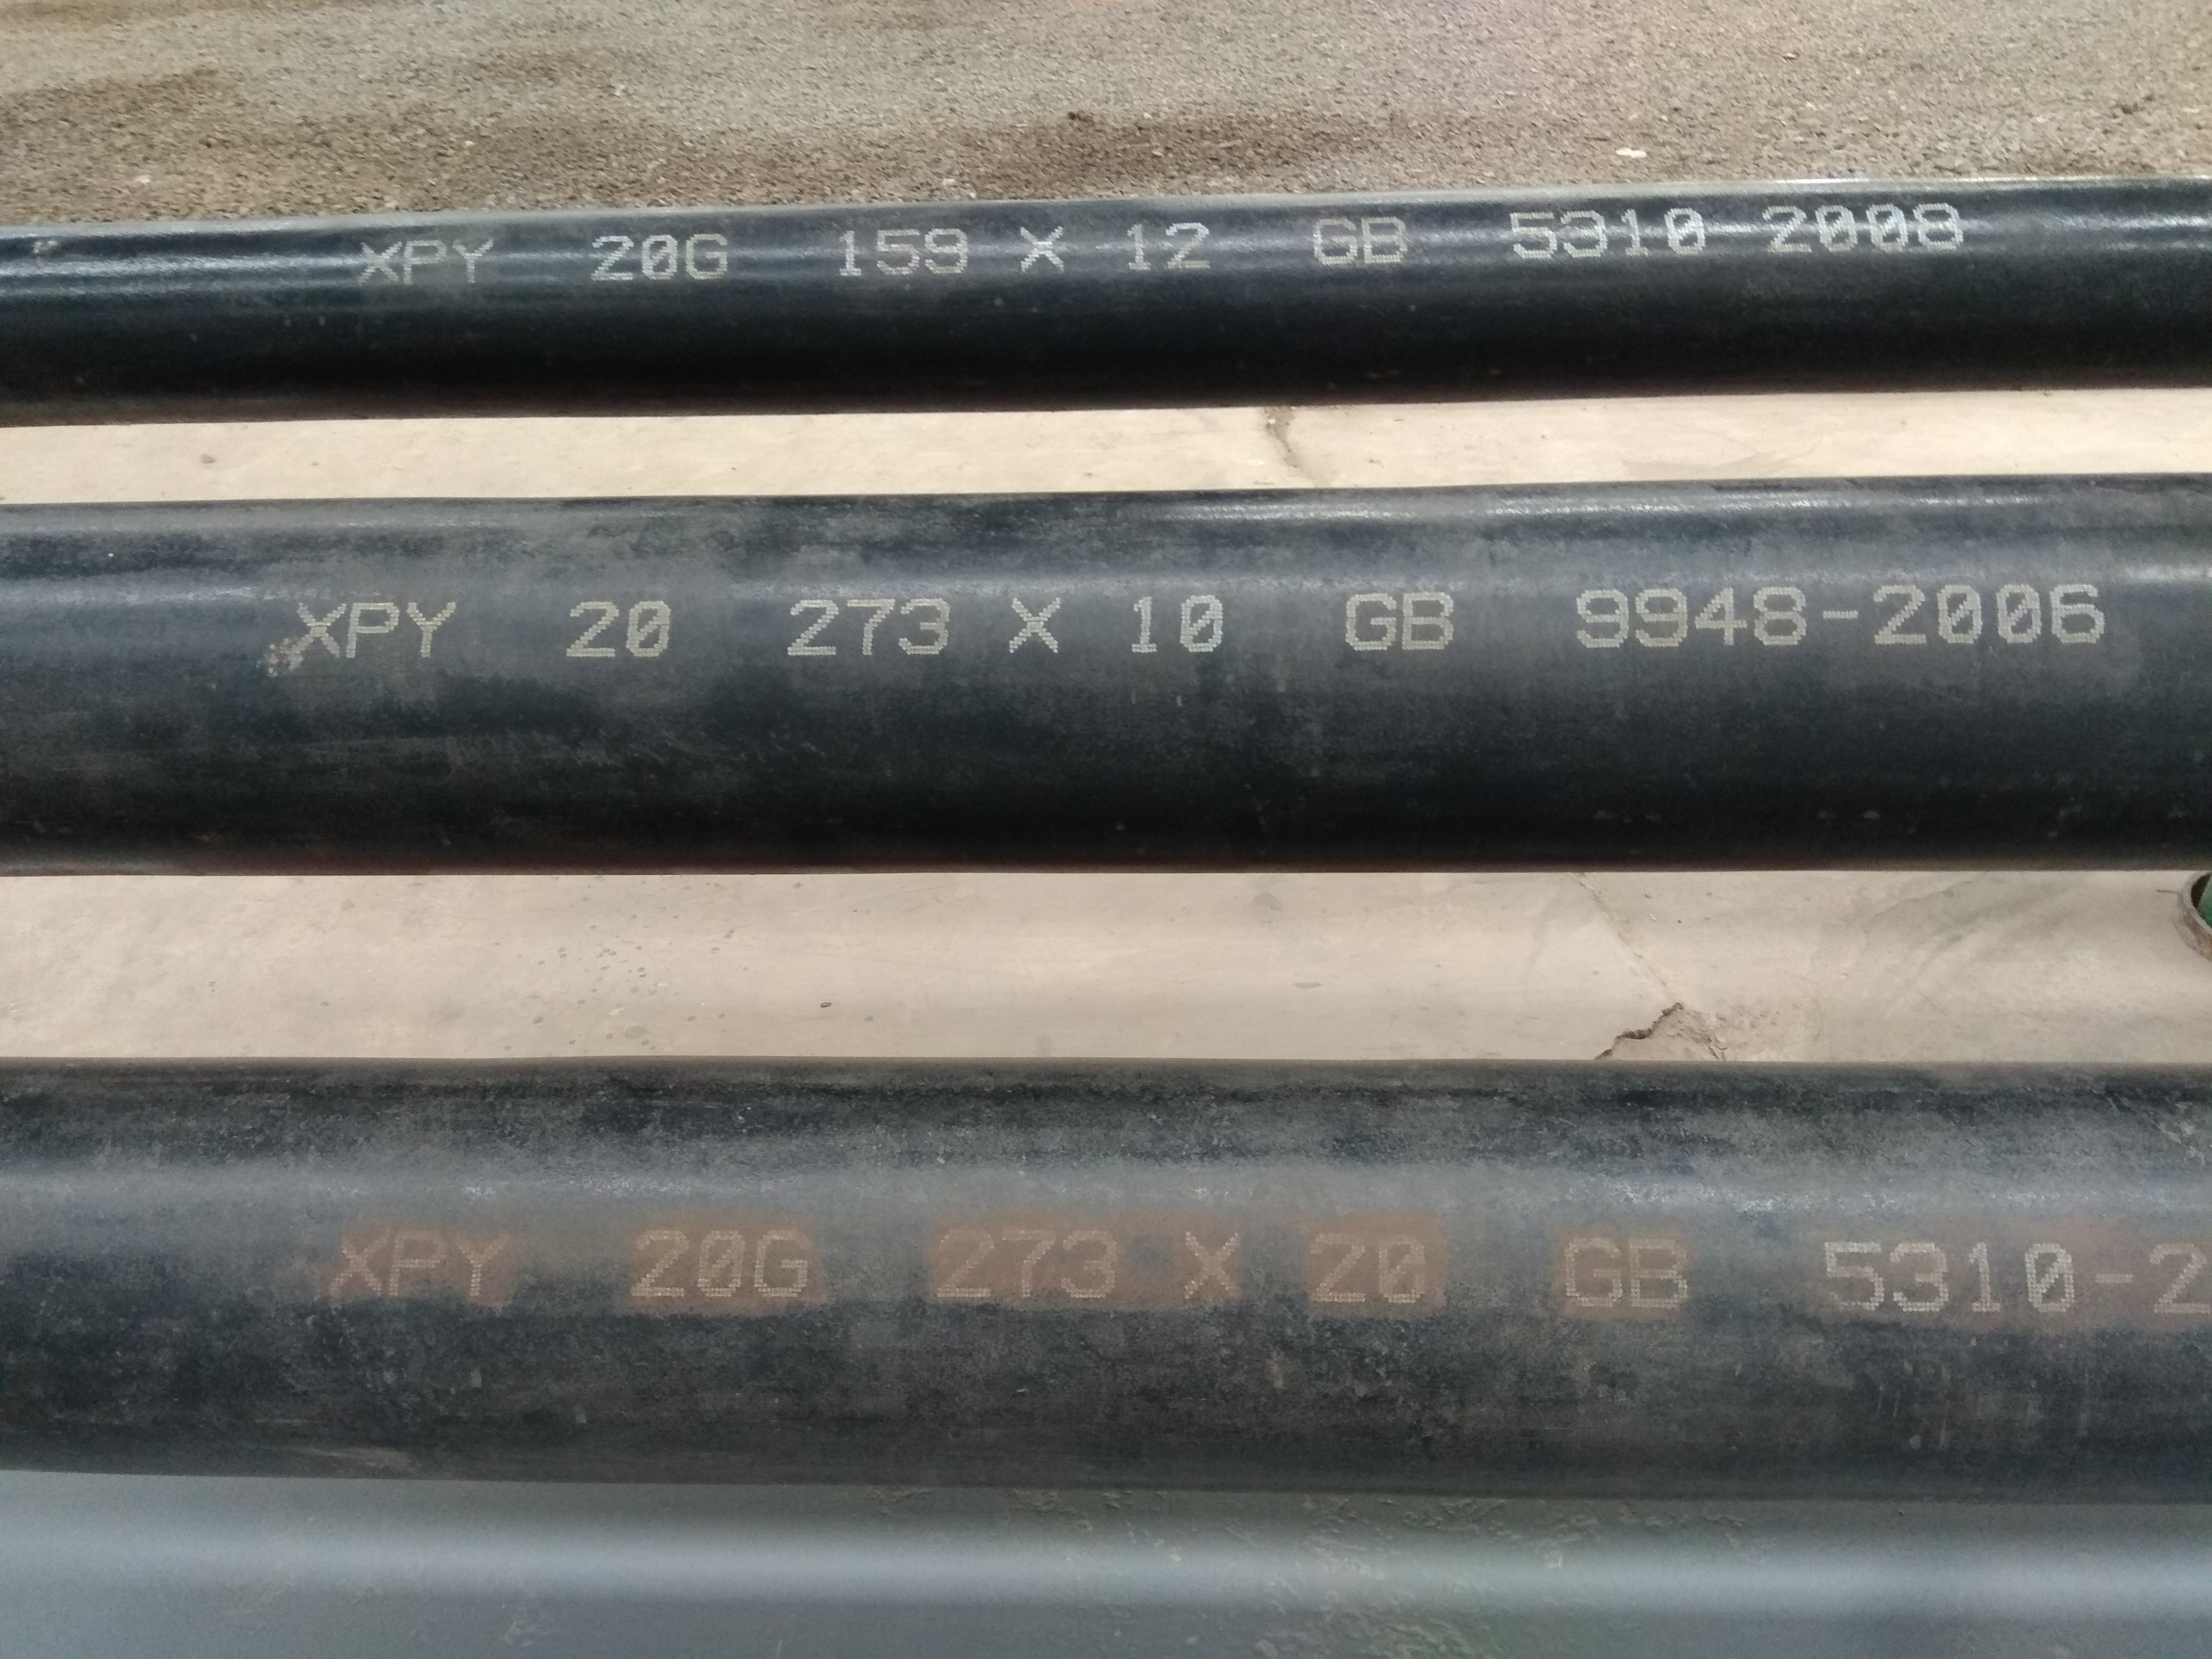 XPY 20G 159 X 12 GB 5310-2008
XPY 20 273 X 10 GB 9948-2006
XPY 20G 273 X 20 GB 5310-2